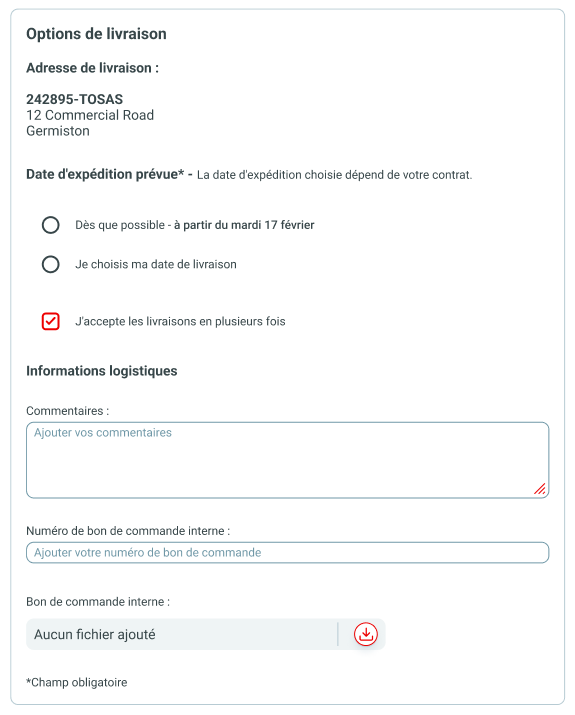 Options de livraison
Adresse de livraison :
242895-TOSAS
12 Commercial Road
Germiston
Date d'expédition prévue* - La date d'expédition choisie dépend de votre contrat.
Dès que possible - à partir du mardi 17 février
Je choisis ma date de livraison
J'accepte les livraisons en plusieurs fois
Informations logistiques
Commentaires :
Ajouter vos commentaires
Numéro de bon de commande interne :
Ajouter votre numéro de bon de commande
Bon de commande interne :
Aucun fichier ajouté
*Champ obligatoire